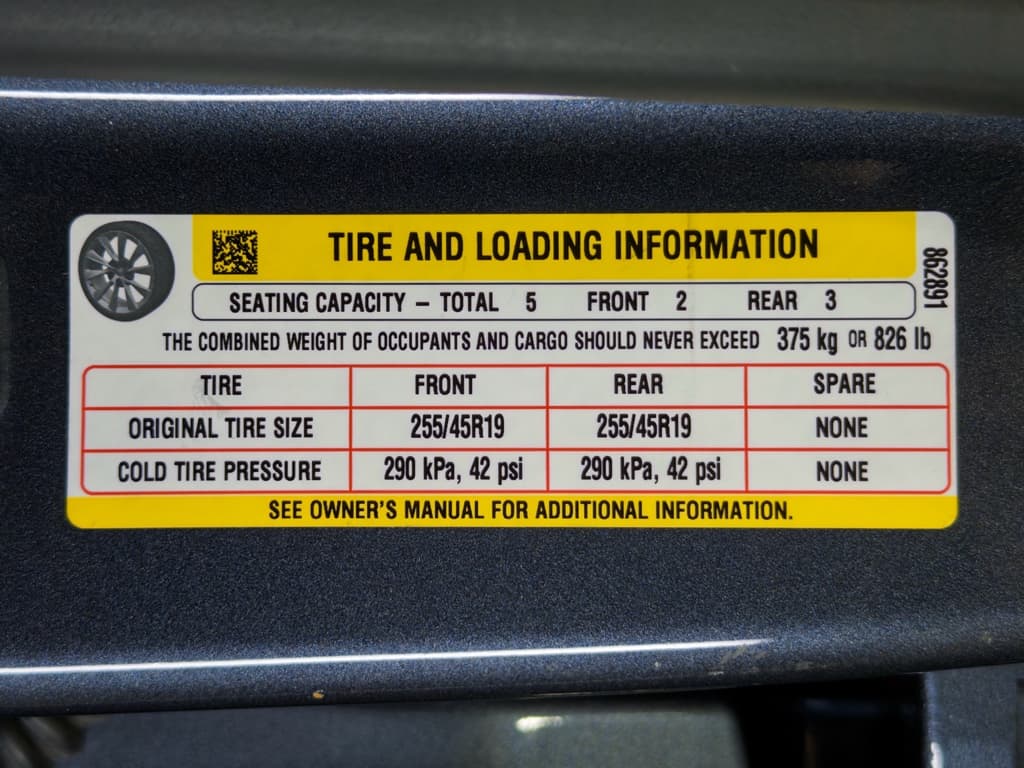 TIRE AND LOADING INFORMATION
862891
SEATING CAPACITY – TOTAL 5 FRONT 2 REAR 3
THE COMBINED WEIGHT OF OCCUPANTS AND CARGO SHOULD NEVER EXCEED 375 kg OR 826 lb
TIRE FRONT REAR SPARE
ORIGINAL TIRE SIZE 255/45R19 255/45R19 NONE
COLD TIRE PRESSURE 290 kPa, 42 psi 290 kPa, 42 psi NONE
SEE OWNER'S MANUAL FOR ADDITIONAL INFORMATION.